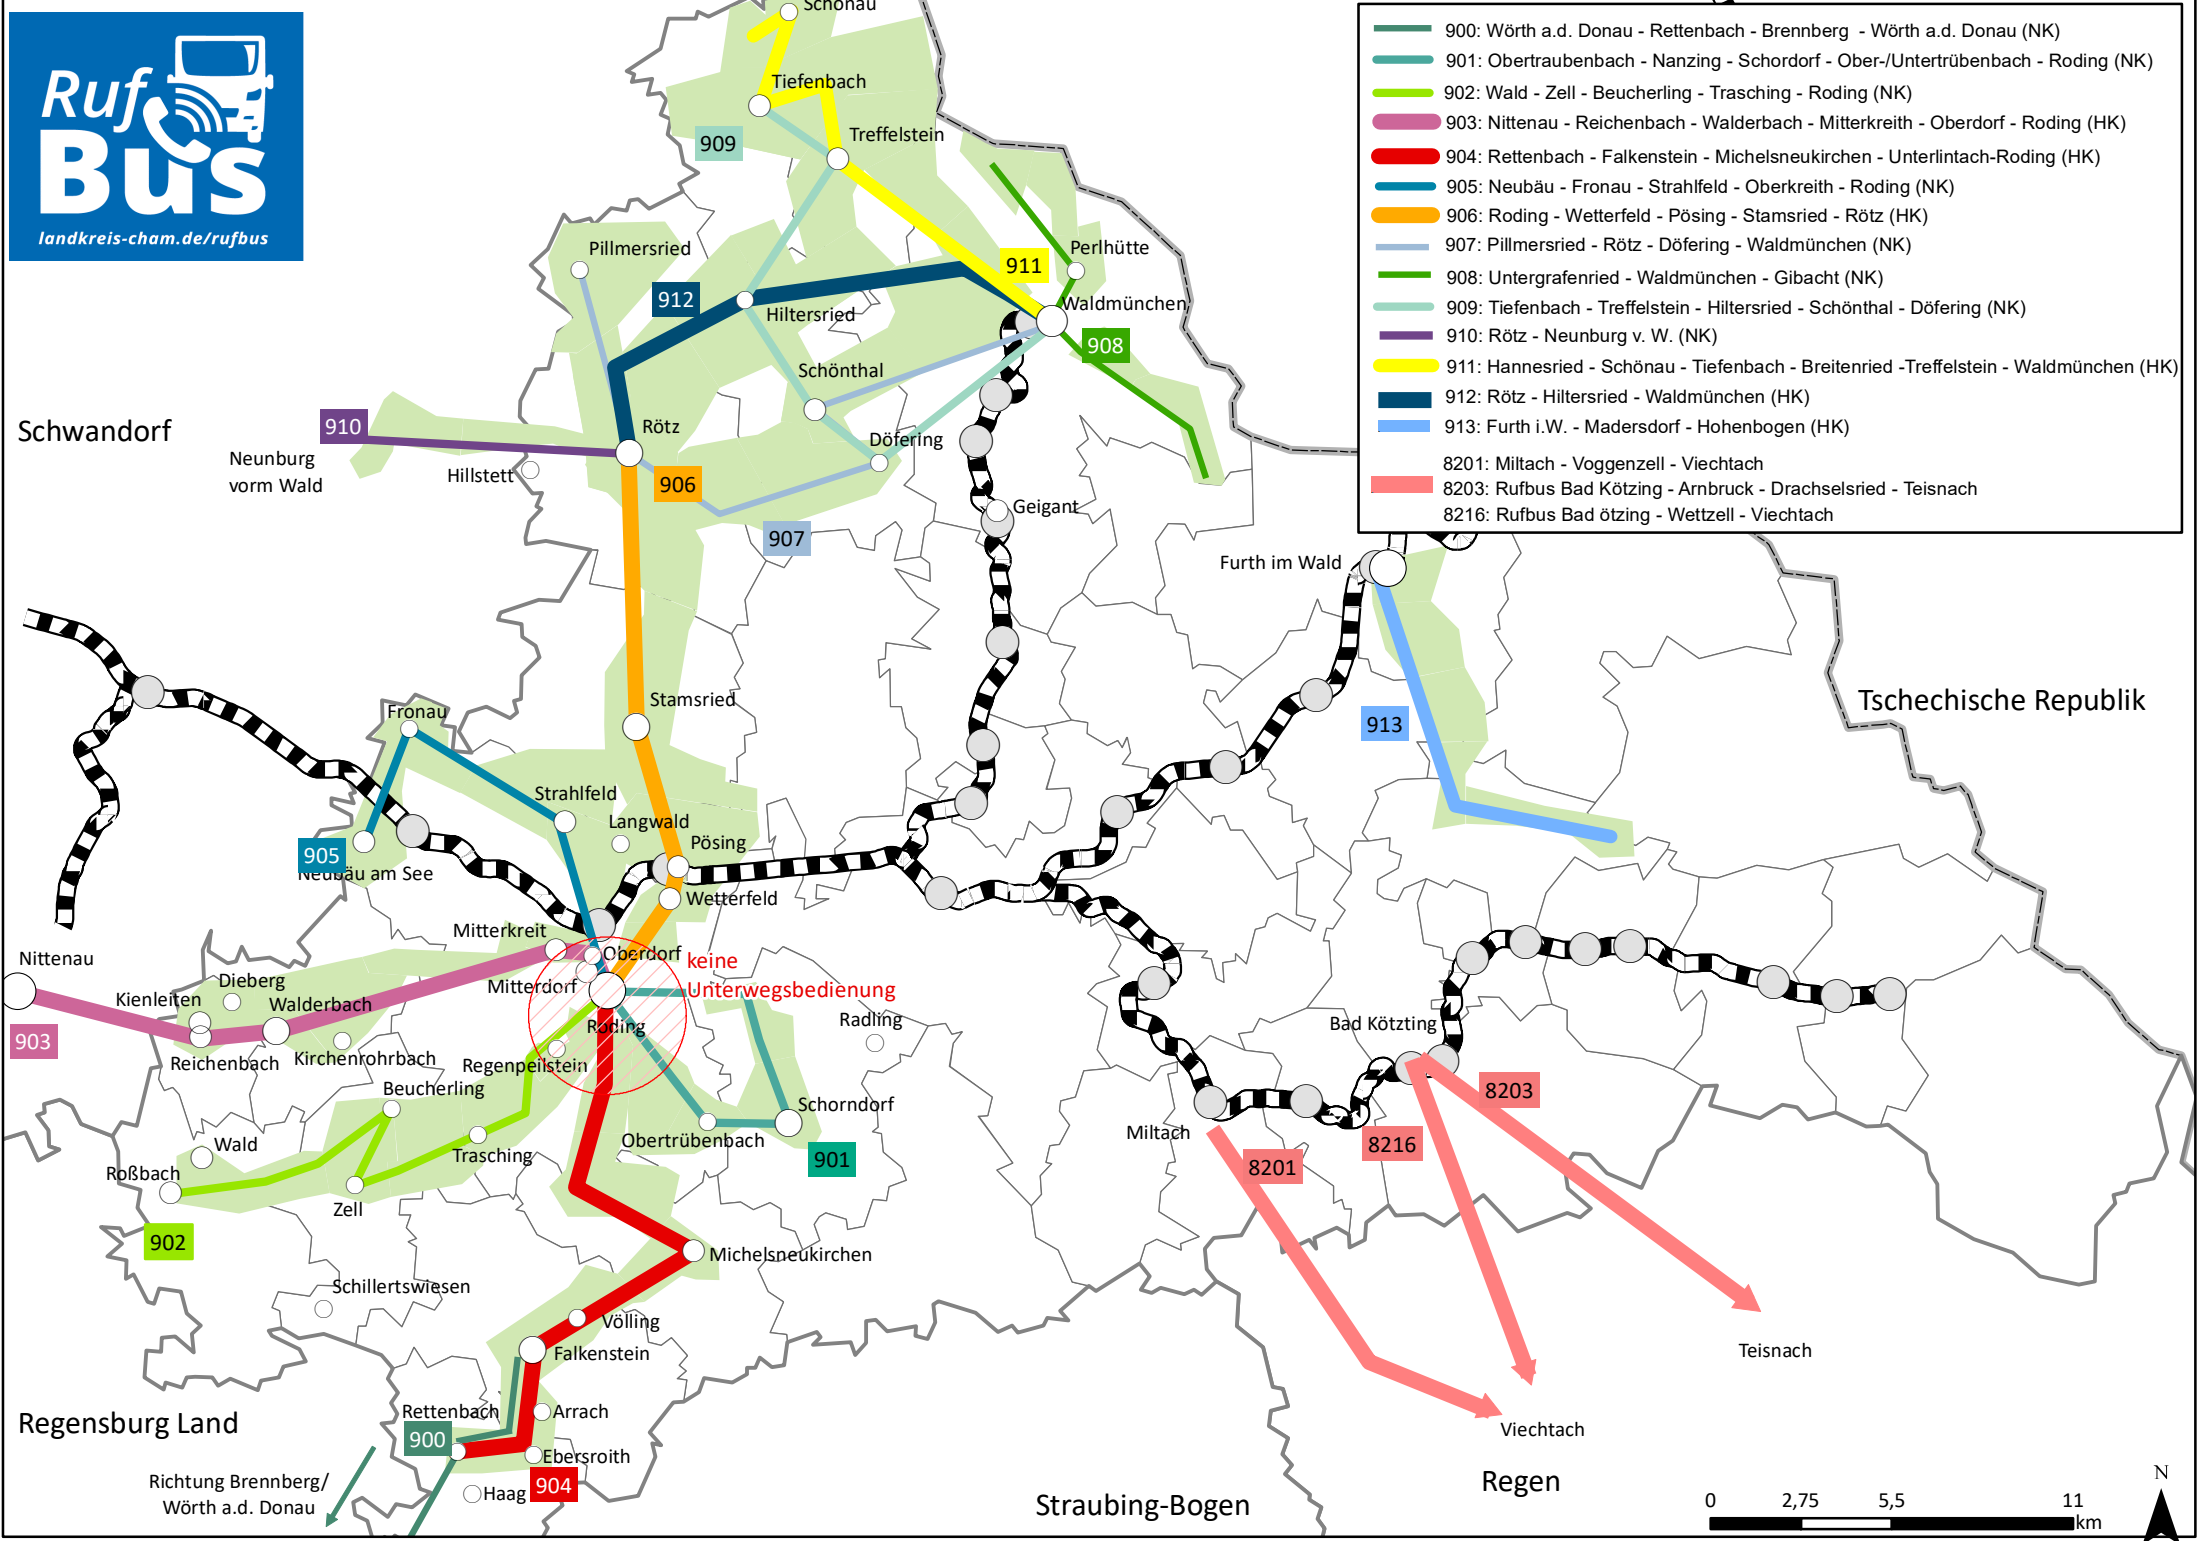 Ruf
Bus
landkreis-cham.de/rufbus
900: Wörth a.d. Donau - Rettenbach - Brennberg - Wörth a.d. Donau (NK)
901: Obertraubenbach - Nanzing - Schordorf - Ober-/Untertrübenbach - Roding (NK)
902: Wald - Zell - Beucherling - Trasching - Roding (NK)
903: Nittenau - Reichenbach - Walderbach - Mitterkreith - Oberdorf - Roding (HK)
904: Rettenbach - Falkenstein - Michelsneukirchen - Unterlintach-Roding (HK)
905: Neubäu - Fronau - Strahlfeld - Oberkreith - Roding (NK)
906: Roding - Wetterfeld - Pösing - Stamsried - Rötz (HK)
907: Pillmersried - Rötz - Döfering - Waldmünchen (NK)
908: Untergrafenried - Waldmünchen - Gibacht (NK)
909: Tiefenbach - Treffelstein - Hiltersried - Schönthal - Döfering (NK)
910: Rötz - Neunburg v. W. (NK)
911: Hannesried - Schönau - Tiefenbach - Breitenried -Treffelstein - Waldmünchen (HK)
912: Rötz - Hiltersried - Waldmünchen (HK)
913: Furth i.W. - Madersdorf - Hohenbogen (HK)
8201: Miltach - Voggenzell - Viechtach
8203: Rufbus Bad Kötzing - Arnbruck - Drachselsried - Teisnach
8216: Rufbus Bad ötzing - Wettzell - Viechtach
Schönau
Tiefenbach
909
Treffelstein
Pillmersried
Perlhütte
911
912
Waldmünchen
Hiltersried
908
Schönthal
910
Schwandorf
Rötz
Döfering
Neunburg
vorm Wald
Hillstett
906
Geigant
907
Furth im Wald
Stamsried
Tschechische Republik
Fronau
913
Strahlfeld
Langwald
Pösing
905
Neubäu am See
Wetterfeld
Mitterkreit
Nittenau
Oberdorf
keine
Unterwegsbedienung
Dieberg
Mitterdorf
Kienleiten
Walderbach
Radling
Roding
Bad Kötzting
903
Reichenbach
Kirchenrohrbach
Regenpeilstein
Beucherling
8203
Schorndorf
Miltach
Obertrübenbach
Wald
Trasching
8216
901
8201
Roßbach
Zell
902
Michelsneukirchen
Schillertswiesen
Völling
Falkenstein
Teisnach
Rettenbach
Arrach
Regensburg Land
Viechtach
900
Ebersroith
Richtung Brennberg/
Wörth a.d. Donau
904
Haag
Regen
Straubing-Bogen
N
0 2,75 5,5 11
km